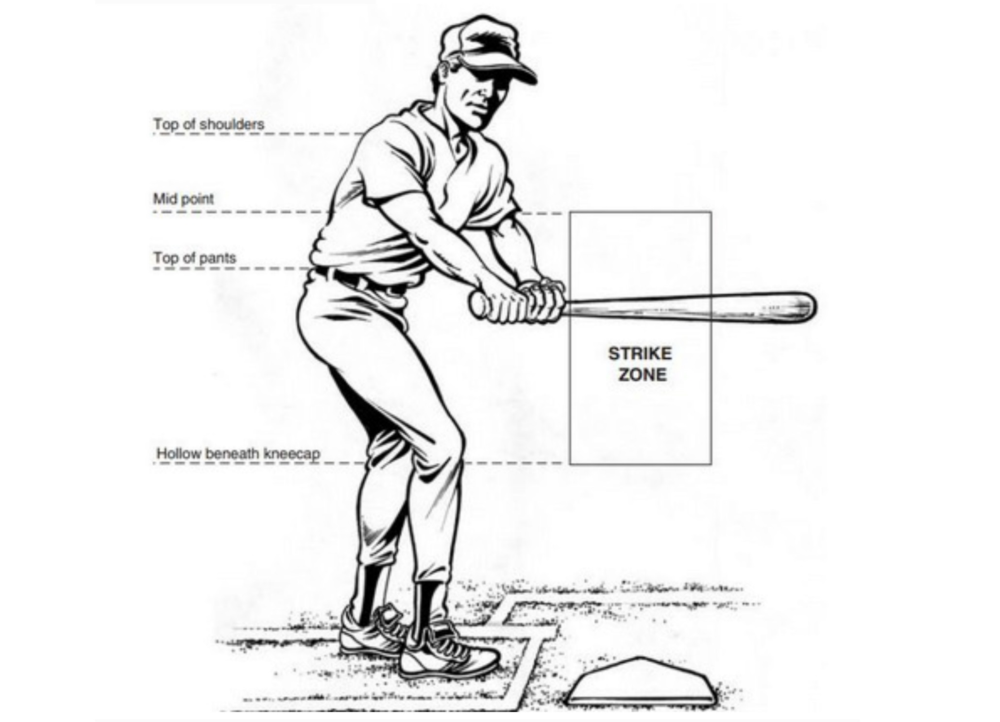 Top of shoulders
Mid point
Top of pants
STRIKE
ZONE
Hollow beneath kneecap